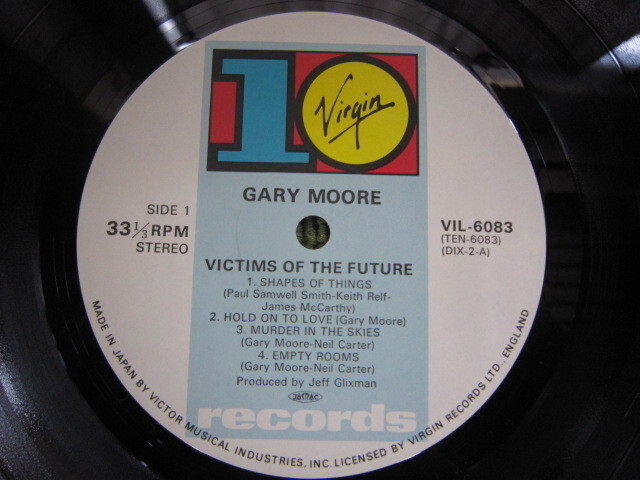 10
Virgin
GARY MOORE
SIDE 1
33 1/3 RPM
STEREO
VIL-6083
(TEN-6083)
(DIX-2-A)
VICTIMS OF THE FUTURE
1. SHAPES OF THINGS
(Paul Samwell Smith-Keith Relf-
James McCarthy)
2. HOLD ON TO LOVE (Gary Moore)
3. MURDER IN THE SKIES
(Gary Moore-Neil Carter)
4. EMPTY ROOMS
(Gary Moore-Neil Carter)
Produced by Jeff Glixman
JASRAC
records
MADE IN JAPAN BY VICTOR MUSICAL INDUSTRIES, INC. LICENSED BY VIRGIN RECORDS LTD., ENGLAND